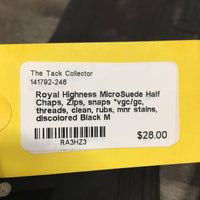 The Tack Collector
141792-246
Royal Highness MicroSuede Half
Chaps, Zips, snaps *vgc/gc,
threads, clean, rubs, mnr stains,
discolored Black M
$28.00
RA3HZ3